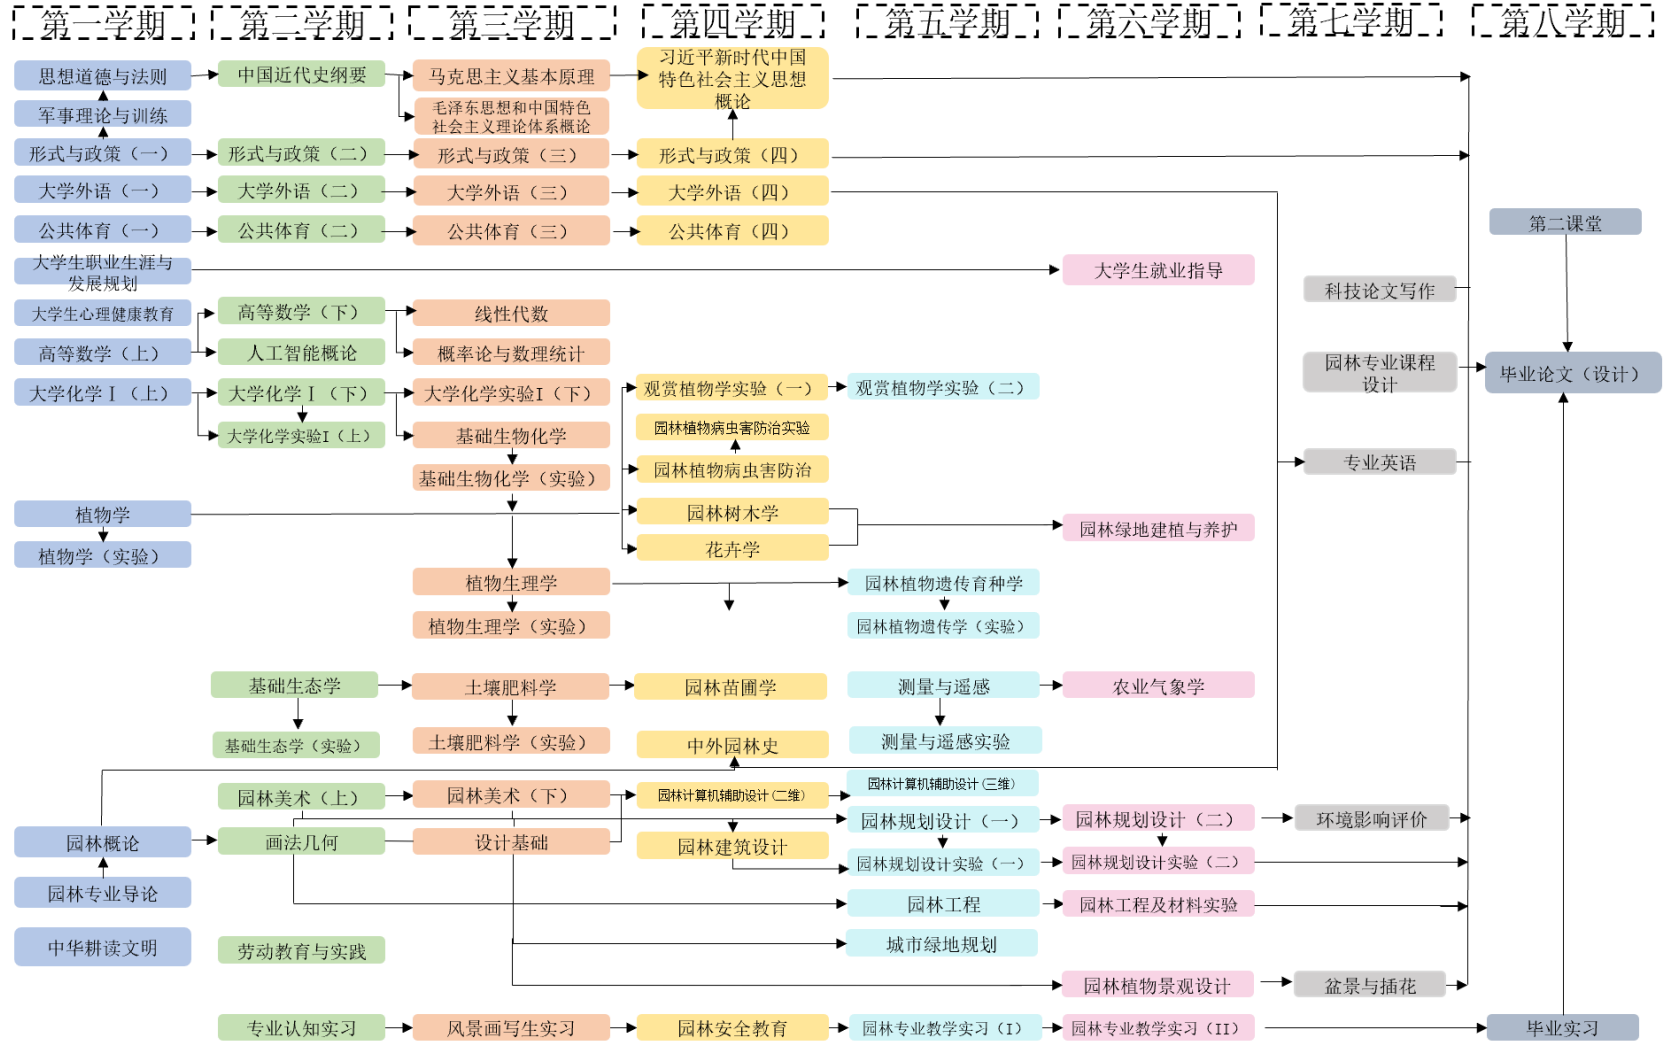 第一学期
第二学期
第三学期
第四学期
第五学期
第六学期
第七学期
第八学期
思想道德与法则
军事理论与训练
形式与政策（一）
大学外语（一）
公共体育（一）
大学生职业生涯与
发展规划
大学生心理健康教育
高等数学（上）
大学化学Ⅰ（上）
植物学
植物学（实验）
园林概论
园林专业导论
中华耕读文明
中国近代史纲要
形式与政策（二）
大学外语（二）
公共体育（二）
高等数学（下）
人工智能概论
大学化学Ⅰ（下）
大学化学实验I（上）
基础生态学
基础生态学（实验）
园林美术（上）
画法几何
劳动教育与实践
专业认知实习
马克思主义基本原理
毛泽东思想和中国特色
社会主义理论体系概论
形式与政策（三）
大学外语（三）
公共体育（三）
线性代数
概率论与数理统计
大学化学实验I（下）
基础生物化学
基础生物化学（实验）
植物生理学
植物生理学（实验）
土壤肥料学
土壤肥料学（实验）
园林美术（下）
设计基础
风景画写生实习
习近平新时代中国
特色社会主义思想
概论
形式与政策（四）
大学外语（四）
公共体育（四）
观赏植物学实验（一）
园林植物病虫害防治实验
园林植物病虫害防治
园林树木学
花卉学
园林苗圃学
中外园林史
园林计算机辅助设计(二维)
园林建筑设计
园林安全教育
观赏植物学实验（二）
园林植物遗传育种学
园林植物遗传学（实验）
测量与遥感
测量与遥感实验
园林计算机辅助设计(三维)
园林规划设计（一）
园林规划设计实验（一）
园林工程
城市绿地规划
园林专业教学实习（I）
大学生就业指导
园林绿地建植与养护
农业气象学
园林规划设计（二）
园林规划设计实验（二）
园林工程及材料实验
园林植物景观设计
园林专业教学实习（II）
科技论文写作
园林专业课程
设计
专业英语
环境影响评价
盆景与插花
第二课堂
毕业论文（设计）
毕业实习